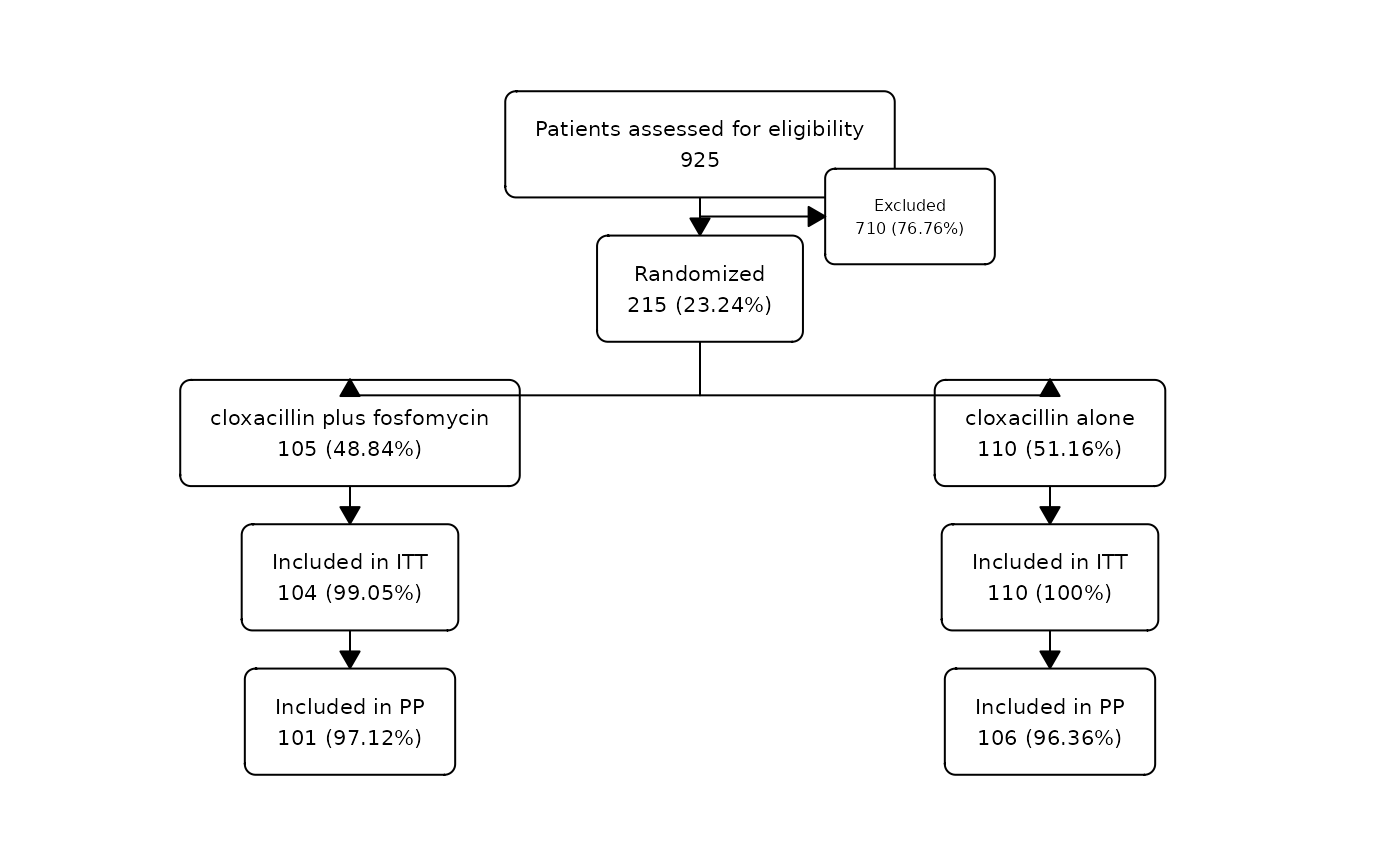 Patients assessed for eligibility
925
Excluded
710 (76.76%)
Randomized
215 (23.24%)
cloxacillin plus fosfomycin
105 (48.84%)
cloxacillin alone
110 (51.16%)
Included in ITT
104 (99.05%)
Included in ITT
110 (100%)
Included in PP
101 (97.12%)
Included in PP
106 (96.36%)